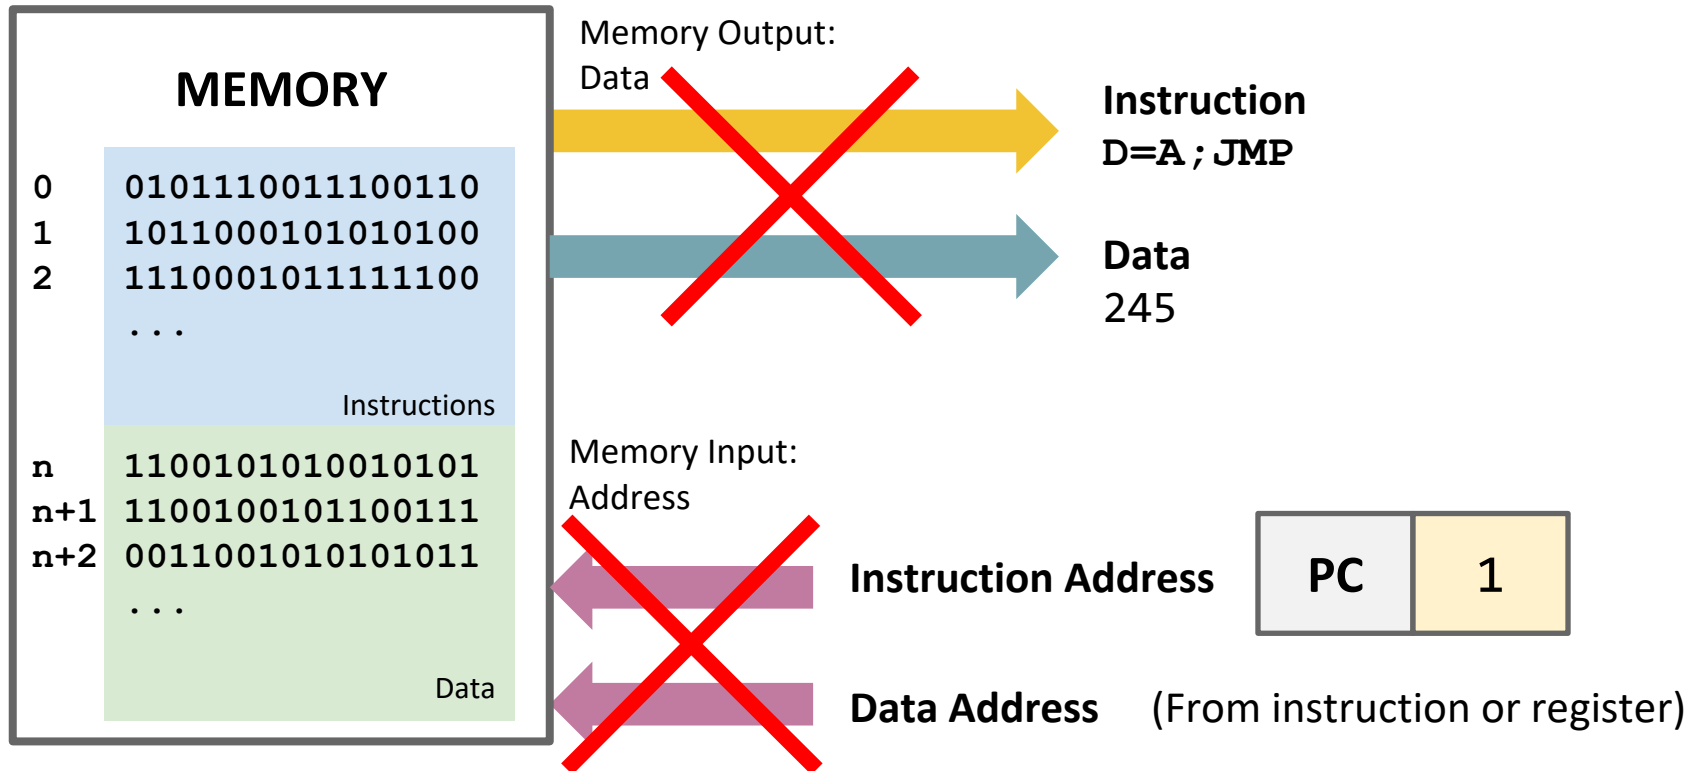 MEMORY
0 0101110011100110
1 1011000101010100
2 1110001011111100
...
Instructions
n 1100101010010101
n+1 1100100101100111
n+2 0011001010101011
...
Data
Memory Output:
Data
Instruction
D=A;JMP
Data
245
Memory Input:
Address
Instruction Address PC 1
Data Address (From instruction or register)